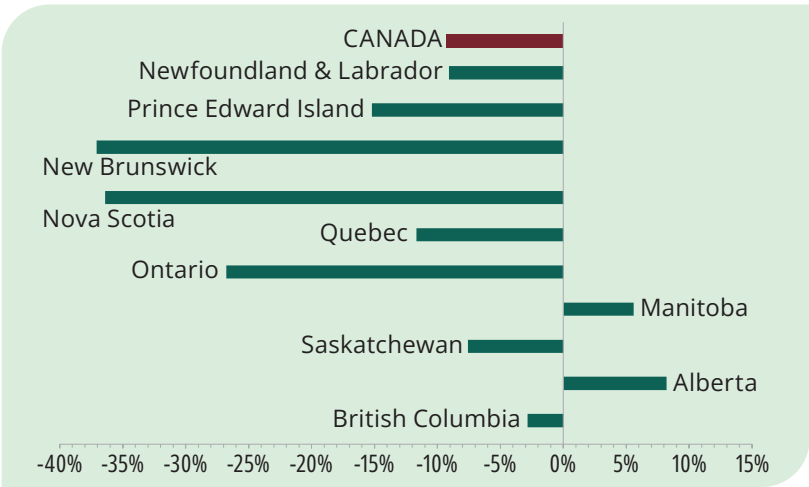 CANADA
Newfoundland & Labrador
Prince Edward Island
New Brunswick
Nova Scotia
Quebec
Ontario
Manitoba
Saskatchewan
Alberta
British Columbia
-40% -35% -30% -25% -20% -15% -10% -5% 0% 5% 10% 15%